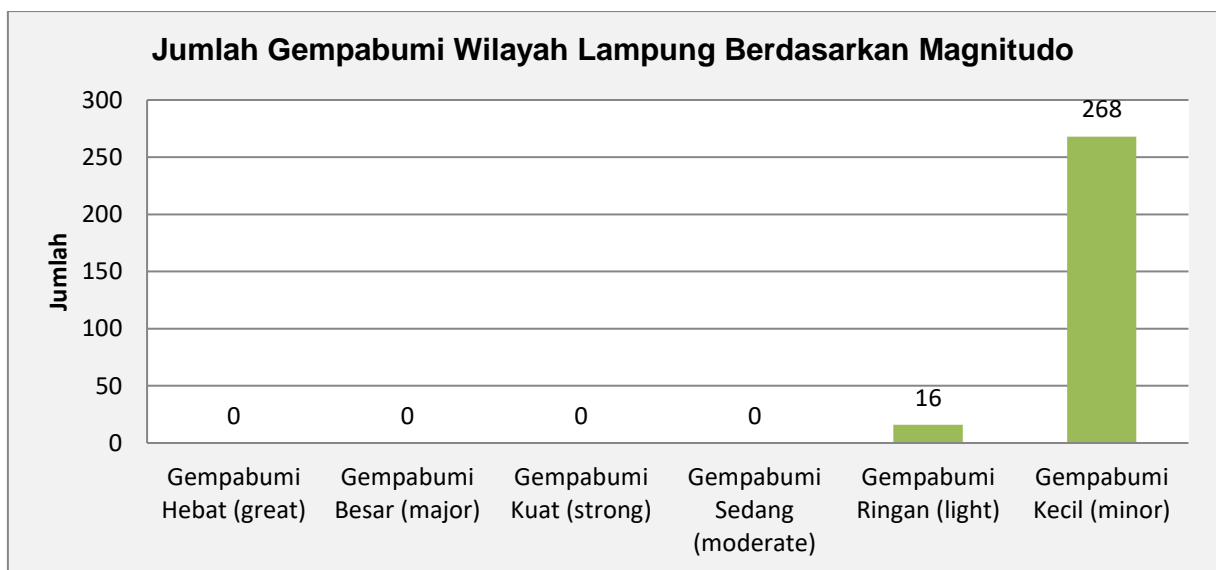 Jumlah Gempabumi Wilayah Lampung Berdasarkan Magnitudo
300
250
200
150
100
50
0
Jumlah
0
0
0
0
16
268
Gempabumi
Hebat (great)
Gempabumi
Besar (major)
Gempabumi
Kuat (strong)
Gempabumi
Sedang
(moderate)
Gempabumi
Ringan (light)
Gempabumi
Kecil (minor)